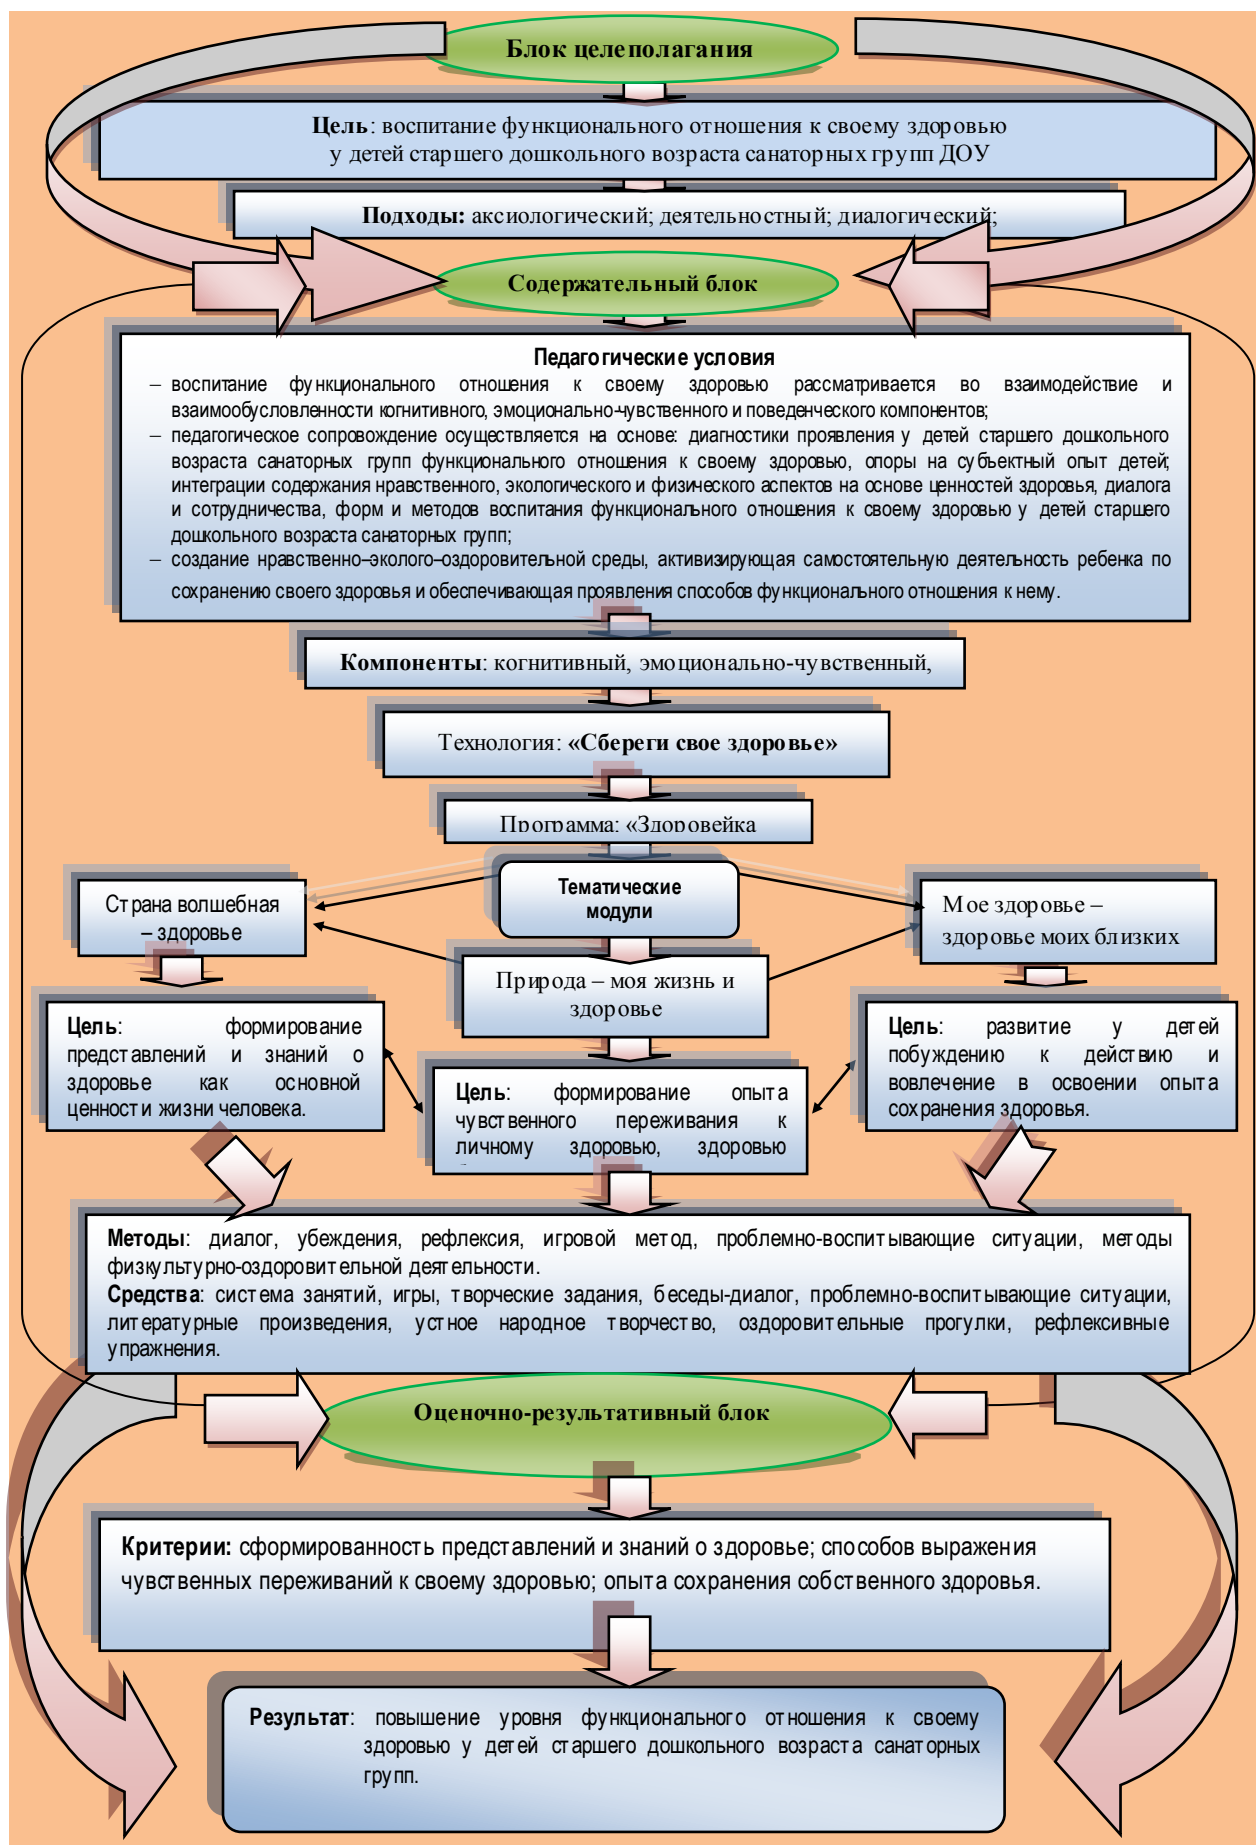 Блок целеполагания
Цель: воспитание функционального отношения к своему здоровью
у детей старшего дошкольного возраста санаторных групп ДОУ
Подходы: аксиологический; деятельностный; диалогический;
Содержательный блок
Педагогические условия
– воспитание функционального отношения к своему здоровью рассматривается во взаимодействие и
взаимообусловленности когнитивного, эмоционально-чувственного и поведенческого компонентов;
– педагогическое сопровождение осуществляется на основе: диагностики проявления у детей старшего дошкольного
возраста санаторных групп функционального отношения к своему здоровью, опоры на субъектный опыт детей;
интеграции содержания нравственного, экологического и физического аспектов на основе ценностей здоровья, диалога
и сотрудничества, форм и методов воспитания функционального отношения к своему здоровью у детей старшего
дошкольного возраста санаторных групп;
– создание нравственно–эколого–оздоровительной среды, активизирующая самостоятельную деятельность ребенка по
сохранению своего здоровья и обеспечивающая проявления способов функционального отношения к нему.
Компоненты: когнитивный, эмоционально-чувственный,
Технология: «Сбереги свое здоровье»
Программа: «Здоровейка
Тематические
модули
Страна волшебная
– здоровье
Мое здоровье –
здоровье моих близких
Природа – моя жизнь и
здоровье
Цель: формирование
представлений и знаний о
здоровье как основной
ценности жизни человека.
Цель: формирование опыта
чувственного переживания к
личному здоровью, здоровью
Цель: развитие у детей
побуждению к действию и
вовлечение в освоении опыта
сохранения здоровья.
Методы: диалог, убеждения, рефлексия, игровой метод, проблемно-воспитывающие ситуации, методы
физкультурно-оздоровительной деятельности.
Средства: система занятий, игры, творческие задания, беседы-диалог, проблемно-воспитывающие ситуации,
литературные произведения, устное народное творчество, оздоровительные прогулки, рефлексивные
упражнения.
Оценочно-результативный блок
Критерии: сформированность представлений и знаний о здоровье; способов выражения
чувственных переживаний к своему здоровью; опыта сохранения собственного здоровья.
Результат: повышение уровня функционального отношения к своему
здоровью у детей старшего дошкольного возраста санаторных
групп.